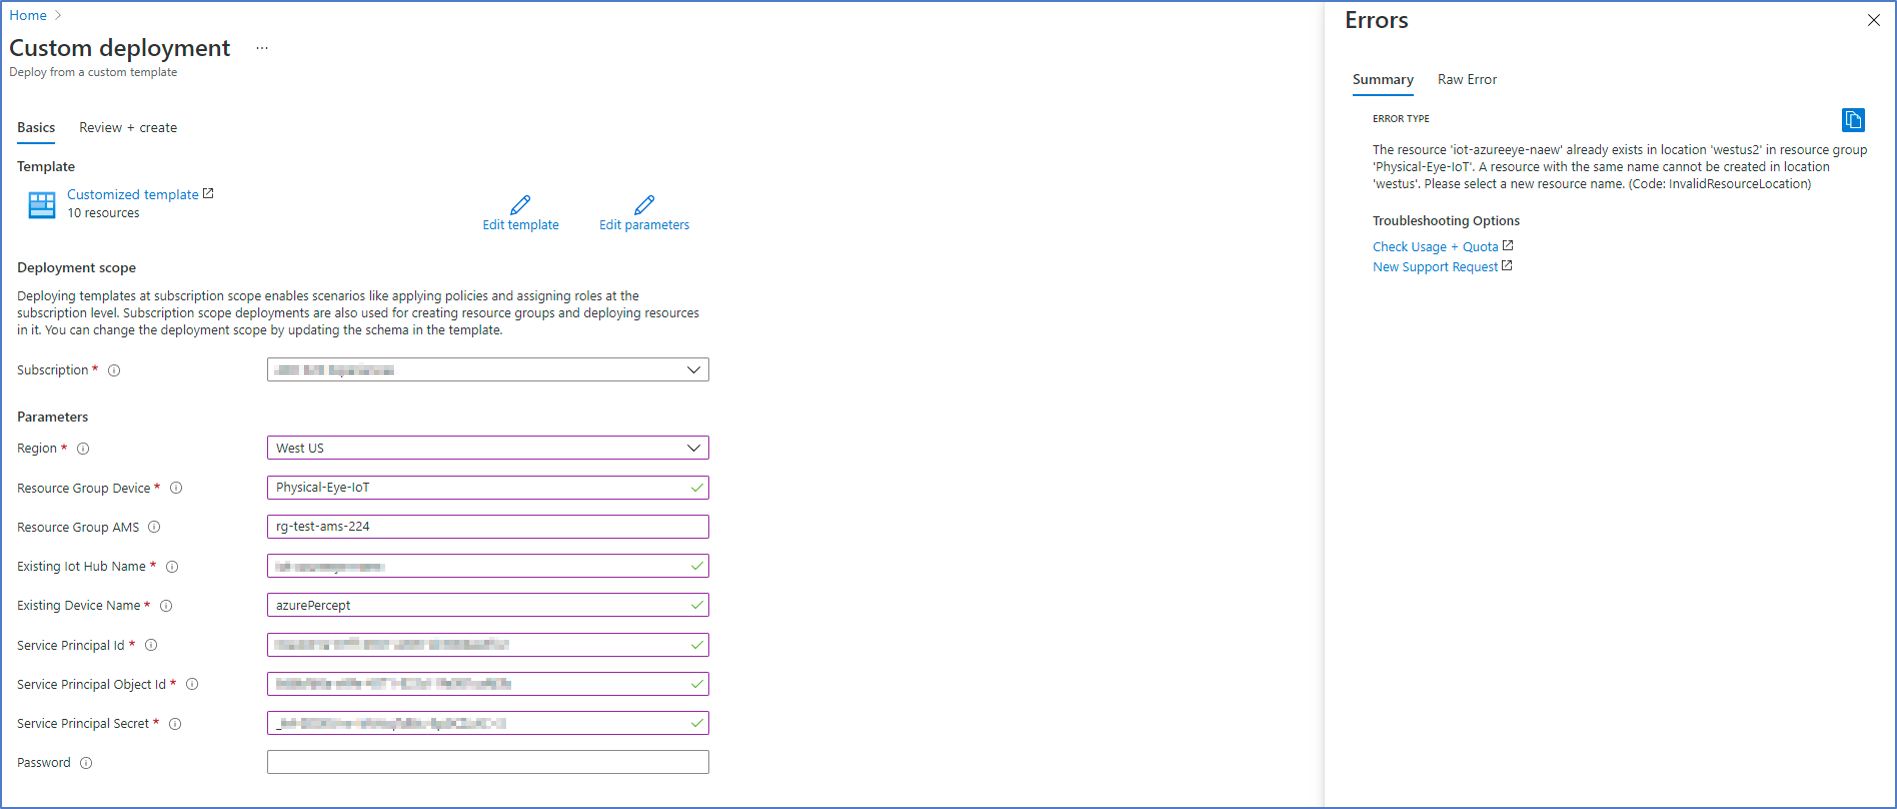 Home
Custom deployment ...
Deploy from a custom template
Basics Review + create
Template
Customized template
10 resources
Edit template Edit parameters
Deployment scope
Deploying templates at subscription scope enables scenarios like applying policies and assigning roles at the
subscription level. Subscription scope deployments are also used for creating resource groups and deploying resources
in it. You can change the deployment scope by updating the schema in the template.
Subscription *
Parameters
Region * West US
Resource Group Device * Physical-Eye-IoT
Resource Group AMS rg-test-ams-224
Existing Iot Hub Name *
Existing Device Name * azurePercept
Service Principal Id *
Service Principal Object Id *
Service Principal Secret *
Password
Errors
Summary Raw Error
ERROR TYPE
The resource 'iot-azureeye-naew' already exists in location 'westus2' in resource group
'Physical-Eye-IoT'. A resource with the same name cannot be created in location
'westus'. Please select a new resource name. (Code: InvalidResourceLocation)
Troubleshooting Options
Check Usage + Quota
New Support Request